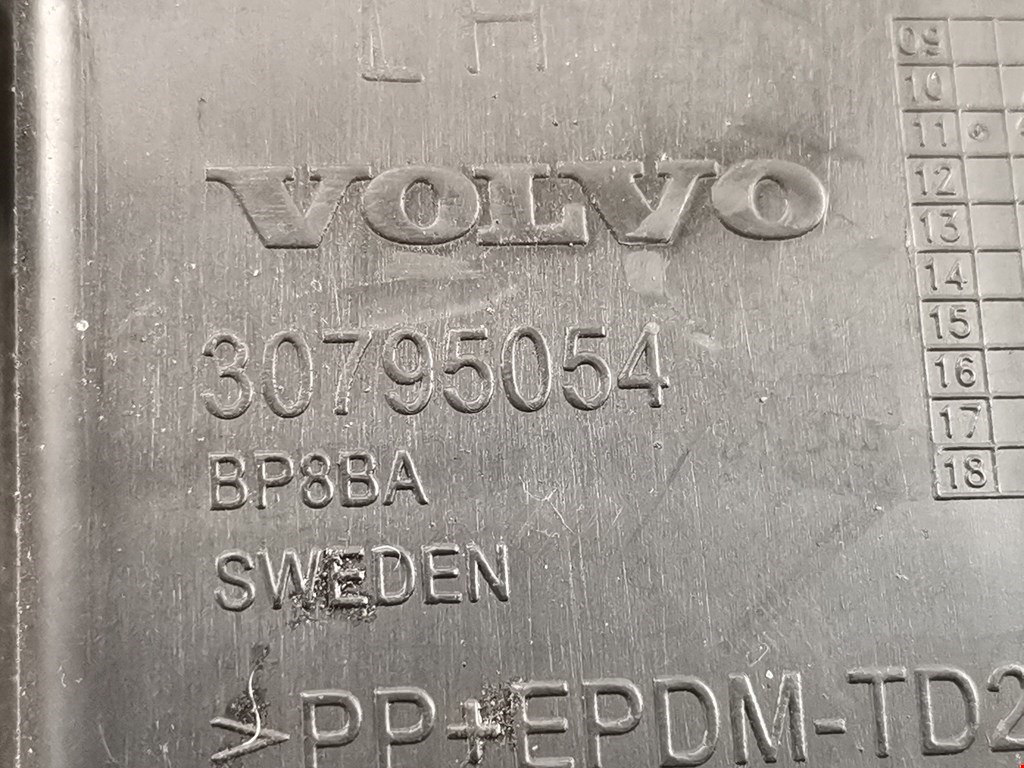 LH
VOLVO
30795054
BP8BA
SWEDEN
>PP+EPDM-TD2
09
10
11
12
13
14
15
16
17
18